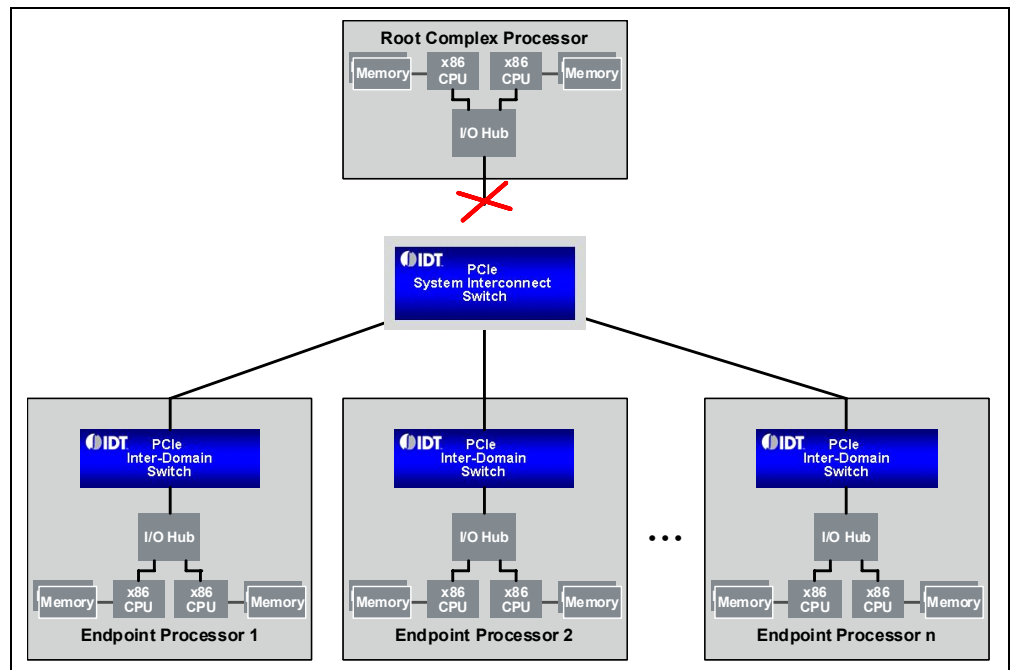 Root Complex Processor
Memory
x86
CPU
x86
CPU
Memory
I/O Hub
IDT
PCIe
System Interconnect
Switch
IDT
PCIe
Inter-Domain
Switch
I/O Hub
Memory
x86
CPU
x86
CPU
Memory
Endpoint Processor 1
IDT
PCIe
Inter-Domain
Switch
I/O Hub
Memory
x86
CPU
x86
CPU
Memory
Endpoint Processor 2
...
IDT
PCIe
Inter-Domain
Switch
I/O Hub
Memory
x86
CPU
x86
CPU
Memory
Endpoint Processor n